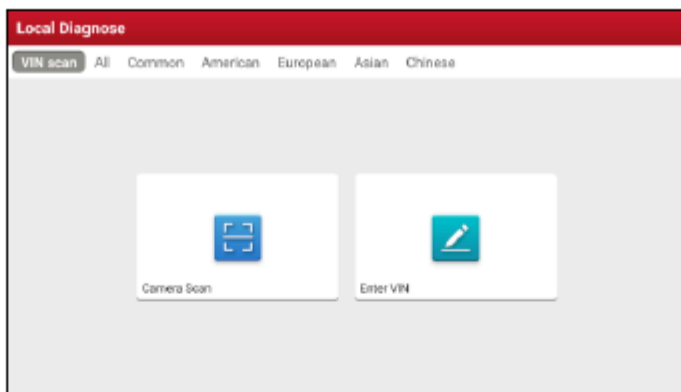 Local Diagnose
VIN scan All Common American European Asian Chinese
Camera Scan Enter VIN